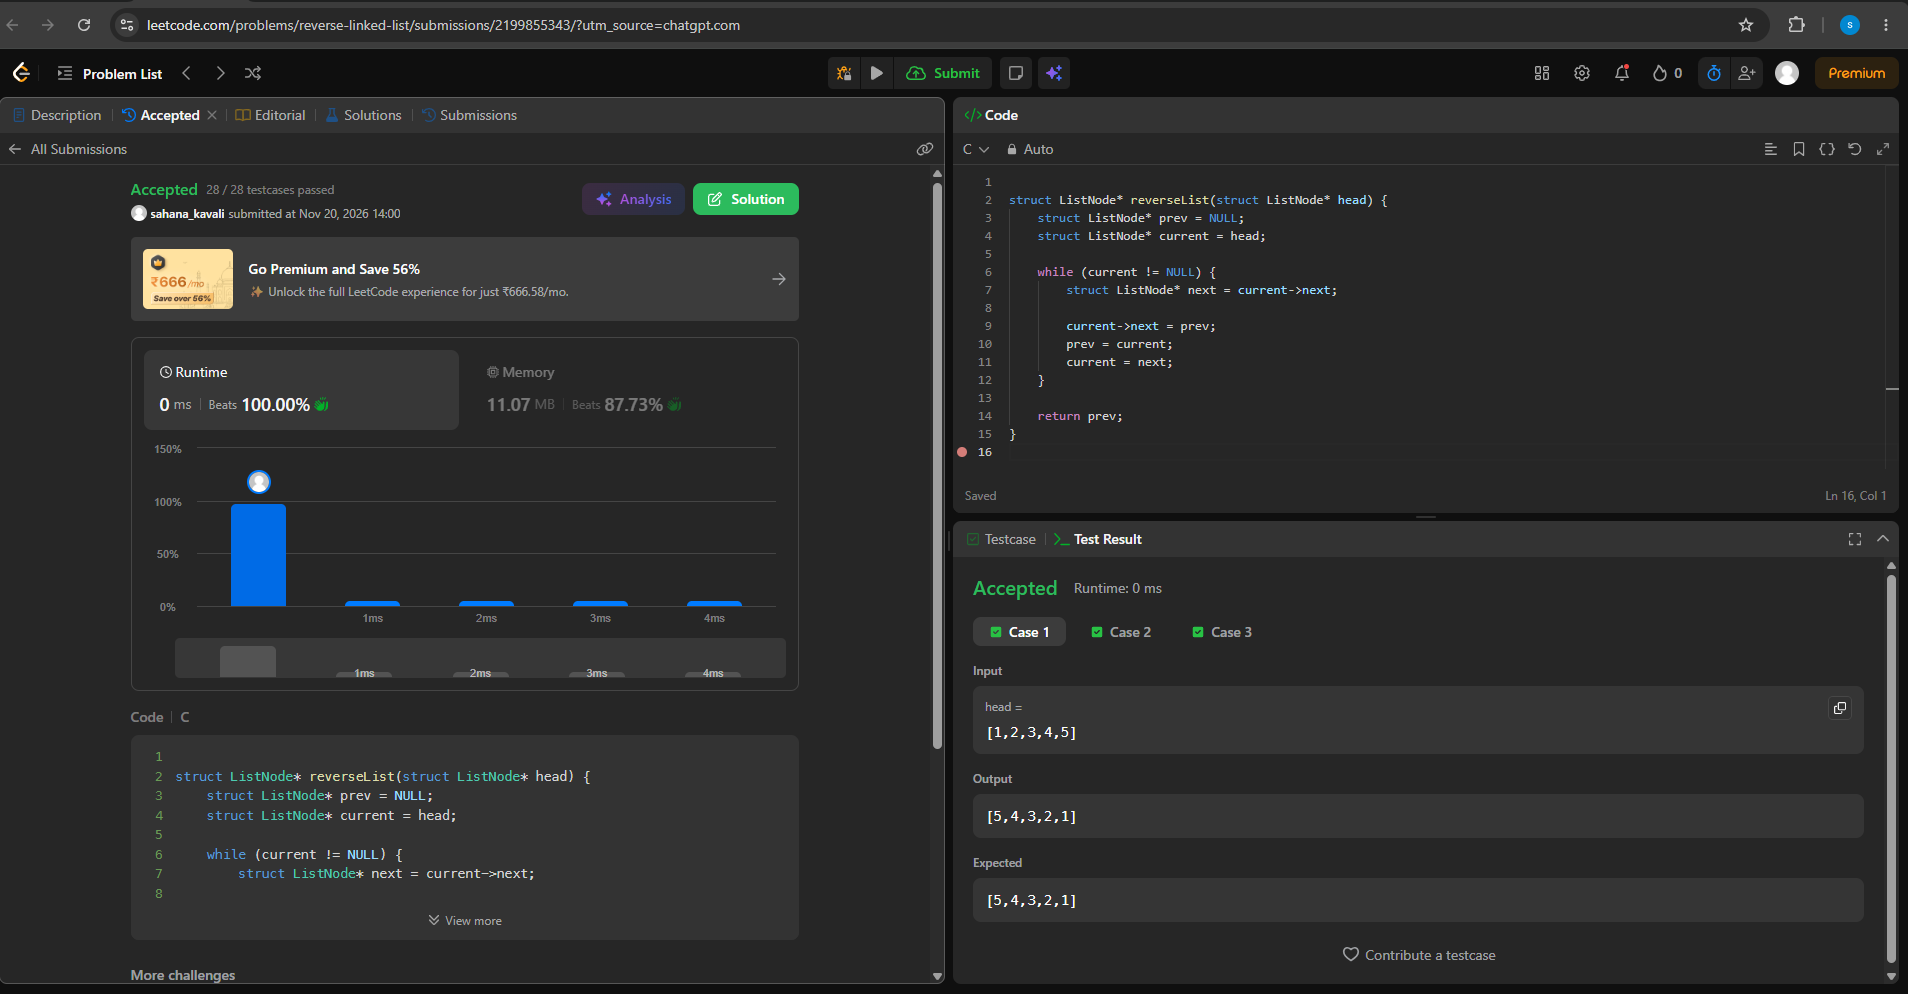 leetcode.com/problems/reverse-linked-list/submissions/2199855343/?utm_source=chatgpt.com
S
Problem List
Submit
0
Premium
Description
Accepted
Editorial
Solutions
Submissions
All Submissions
Accepted 28 / 28 testcases passed
sahana_kavali submitted at Nov 20, 2026 14:00
Analysis
Solution
₹666/mo
Save over 56%
Go Premium and Save 56%
✨ Unlock the full LeetCode experience for just ₹666.58/mo.
Runtime
0 ms | Beats 100.00%
Memory
11.07 MB | Beats 87.73%
150%
100%
50%
0%
1ms 2ms 3ms 4ms
1ms 2ms 3ms 4ms
Code | C
1
2 struct ListNode* reverseList(struct ListNode* head) {
3     struct ListNode* prev = NULL;
4     struct ListNode* current = head;
5
6     while (current != NULL) {
7         struct ListNode* next = current->next;
8
View more
More challenges
</> Code
C
Auto
1
2 struct ListNode* reverseList(struct ListNode* head) {
3     struct ListNode* prev = NULL;
4     struct ListNode* current = head;
5
6     while (current != NULL) {
7         struct ListNode* next = current->next;
8
9         current->next = prev;
10         prev = current;
11         current = next;
12     }
13
14     return prev;
15 }
16
Saved
Ln 16, Col 1
Testcase
Test Result
Accepted Runtime: 0 ms
Case 1 Case 2 Case 3
Input
head =
[1,2,3,4,5]
Output
[5,4,3,2,1]
Expected
[5,4,3,2,1]
Contribute a testcase